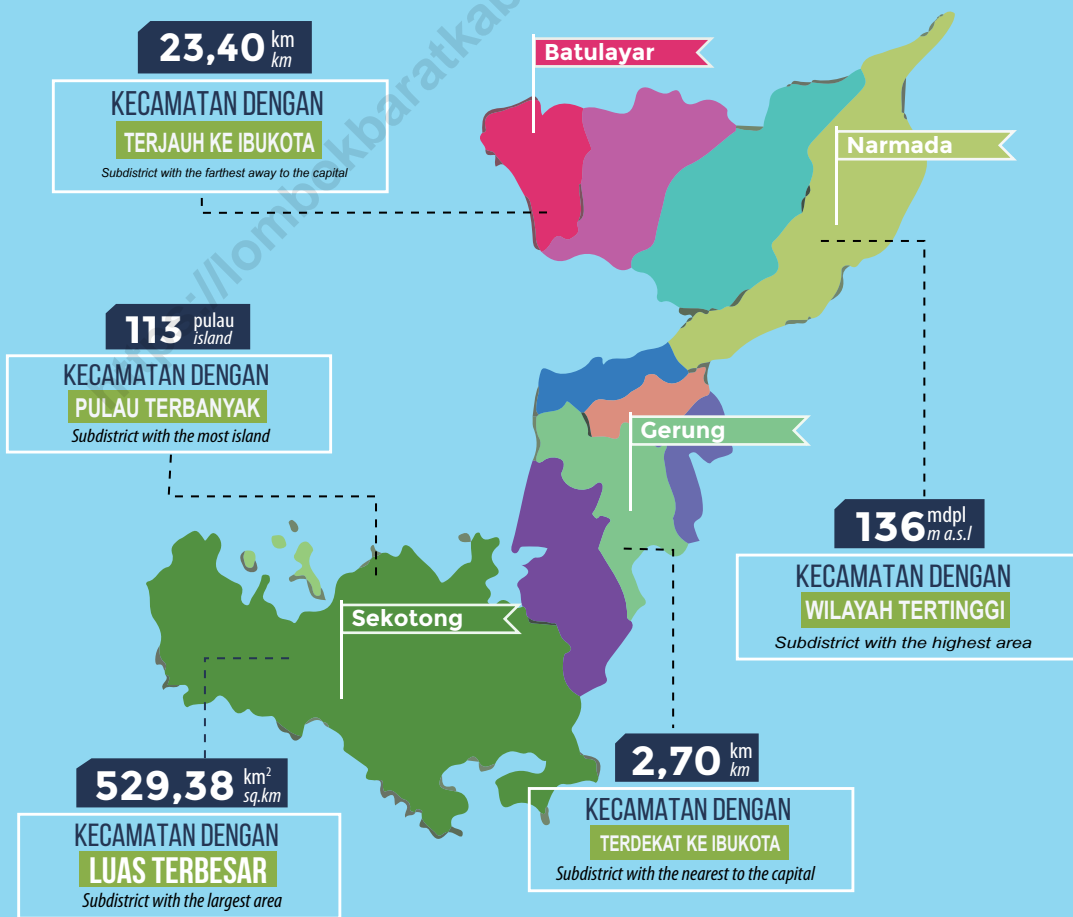 23,40 km
km
KECAMATAN DENGAN
TERJAUH KE IBUKOTA
Subdistrict with the farthest away to the capital
Batulayar
Narmada
113 pulau
island
KECAMATAN DENGAN
PULAU TERBANYAK
Subdistrict with the most island
Gerung
136 mdpl
m a.s.l
KECAMATAN DENGAN
WILAYAH TERTINGGI
Subdistrict with the highest area
Sekotong
529,38 km²
sq.km
KECAMATAN DENGAN
LUAS TERBESAR
Subdistrict with the largest area
2,70 km
km
KECAMATAN DENGAN
TERDEKAT KE IBUKOTA
Subdistrict with the nearest to the capital
https://lombokbaratkab